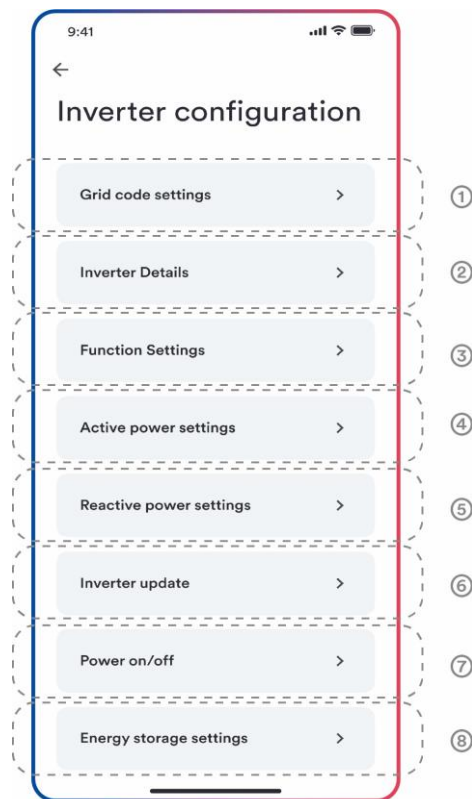 9:41
Inverter configuration
Grid code settings
①
Inverter Details
②
Function Settings
③
Active power settings
④
Reactive power settings
⑤
Inverter update
⑥
Power on/off
⑦
Energy storage settings
⑧